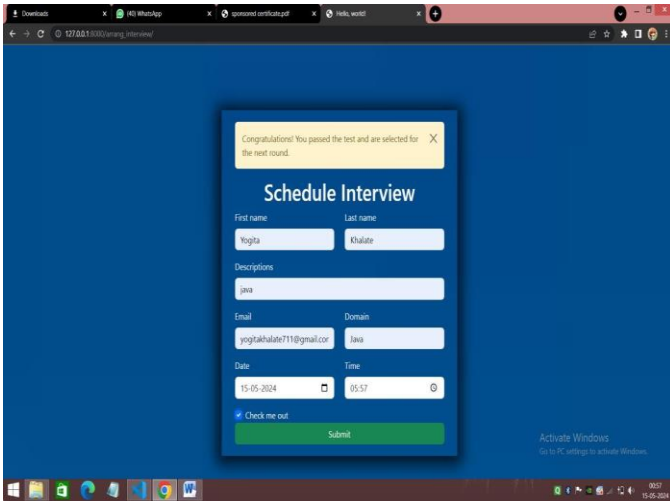 Downloads
(40) WhatsApp
sponsored certificate.pdf
Hello, world!
127.0.0.1:8000/arrang_interview/
Congratulations! You passed the test and are selected for
the next round.
Schedule Interview
First name Last name
Yogita Khalate
Descriptions
java
Email Domain
yogitakhalate711@gmail.cor Java
Date Time
15-05-2024 05:57
Check me out
Submit
Activate Windows
Go to PC settings to activate Windows.
00:57
15-05-2024